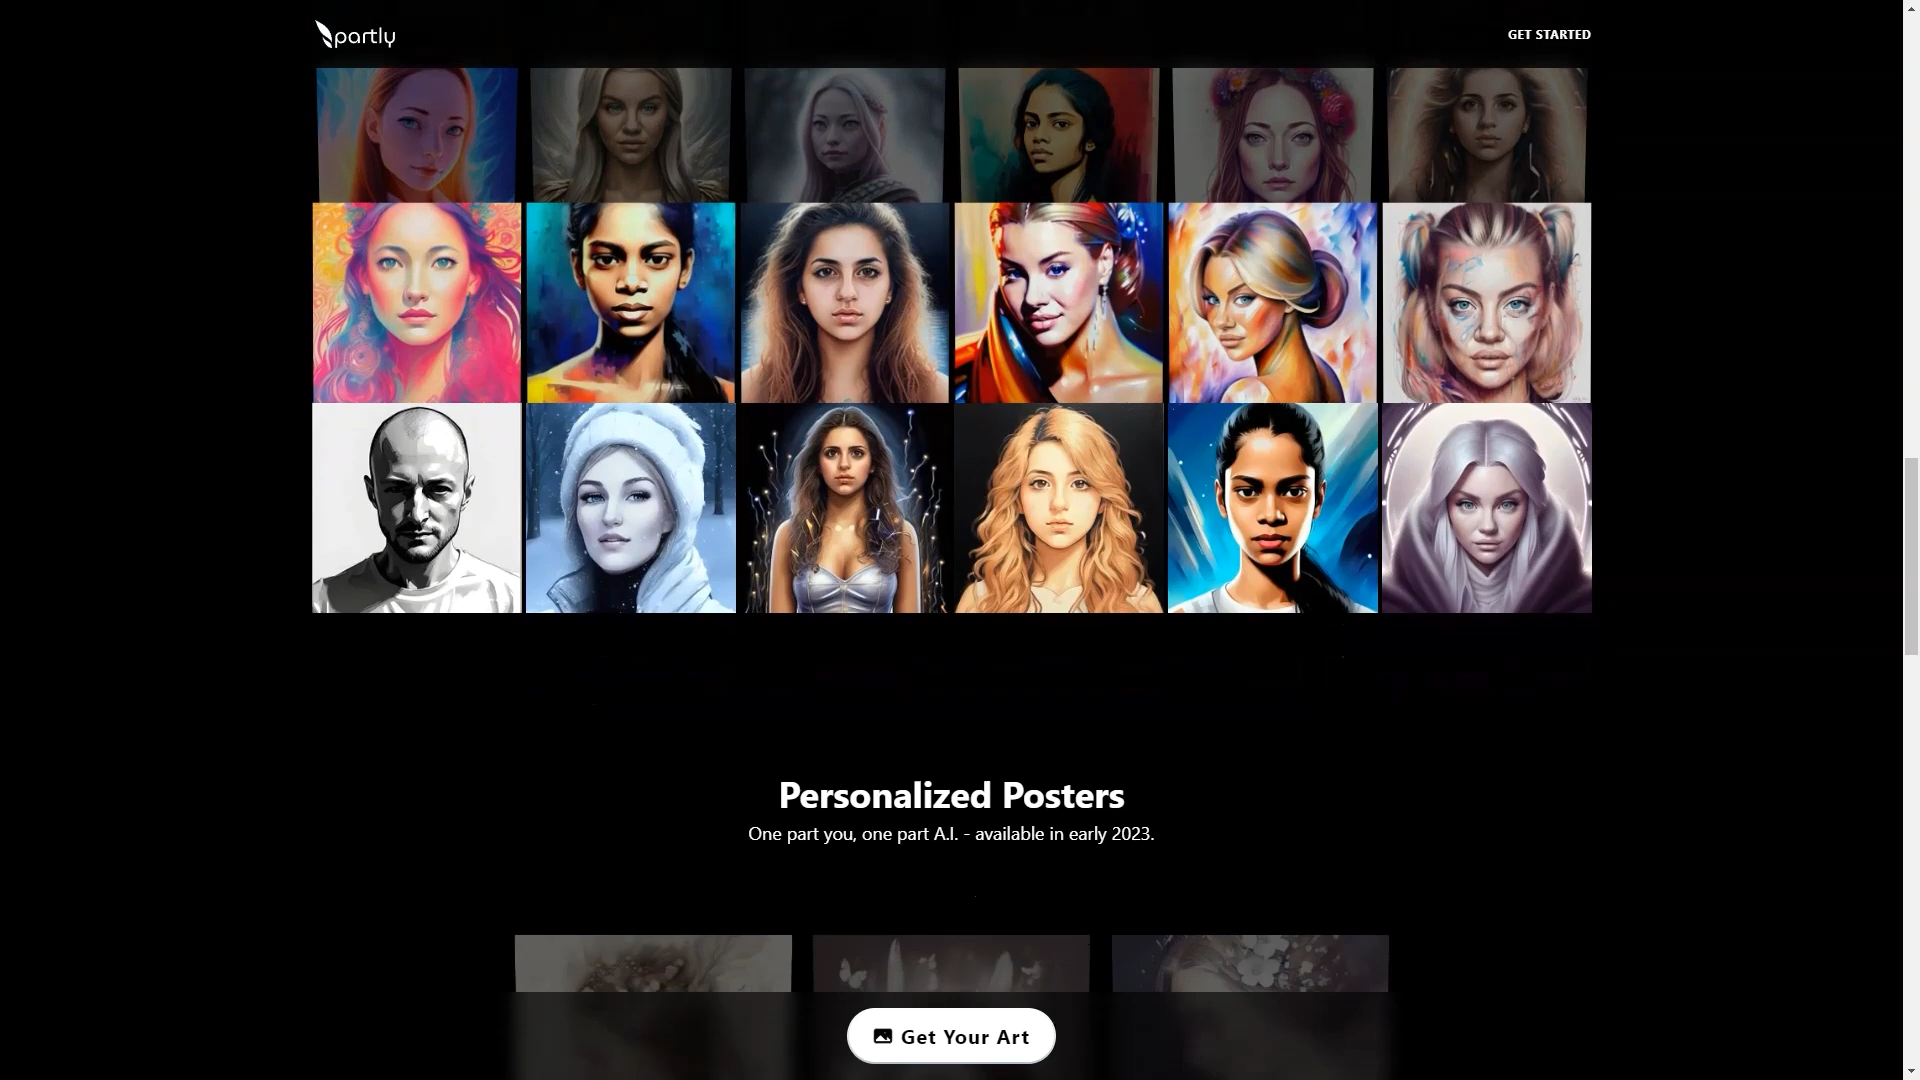 partly
GET STARTED
Personalized Posters
One part you, one part A.I. - available in early 2023.
Get Your Art